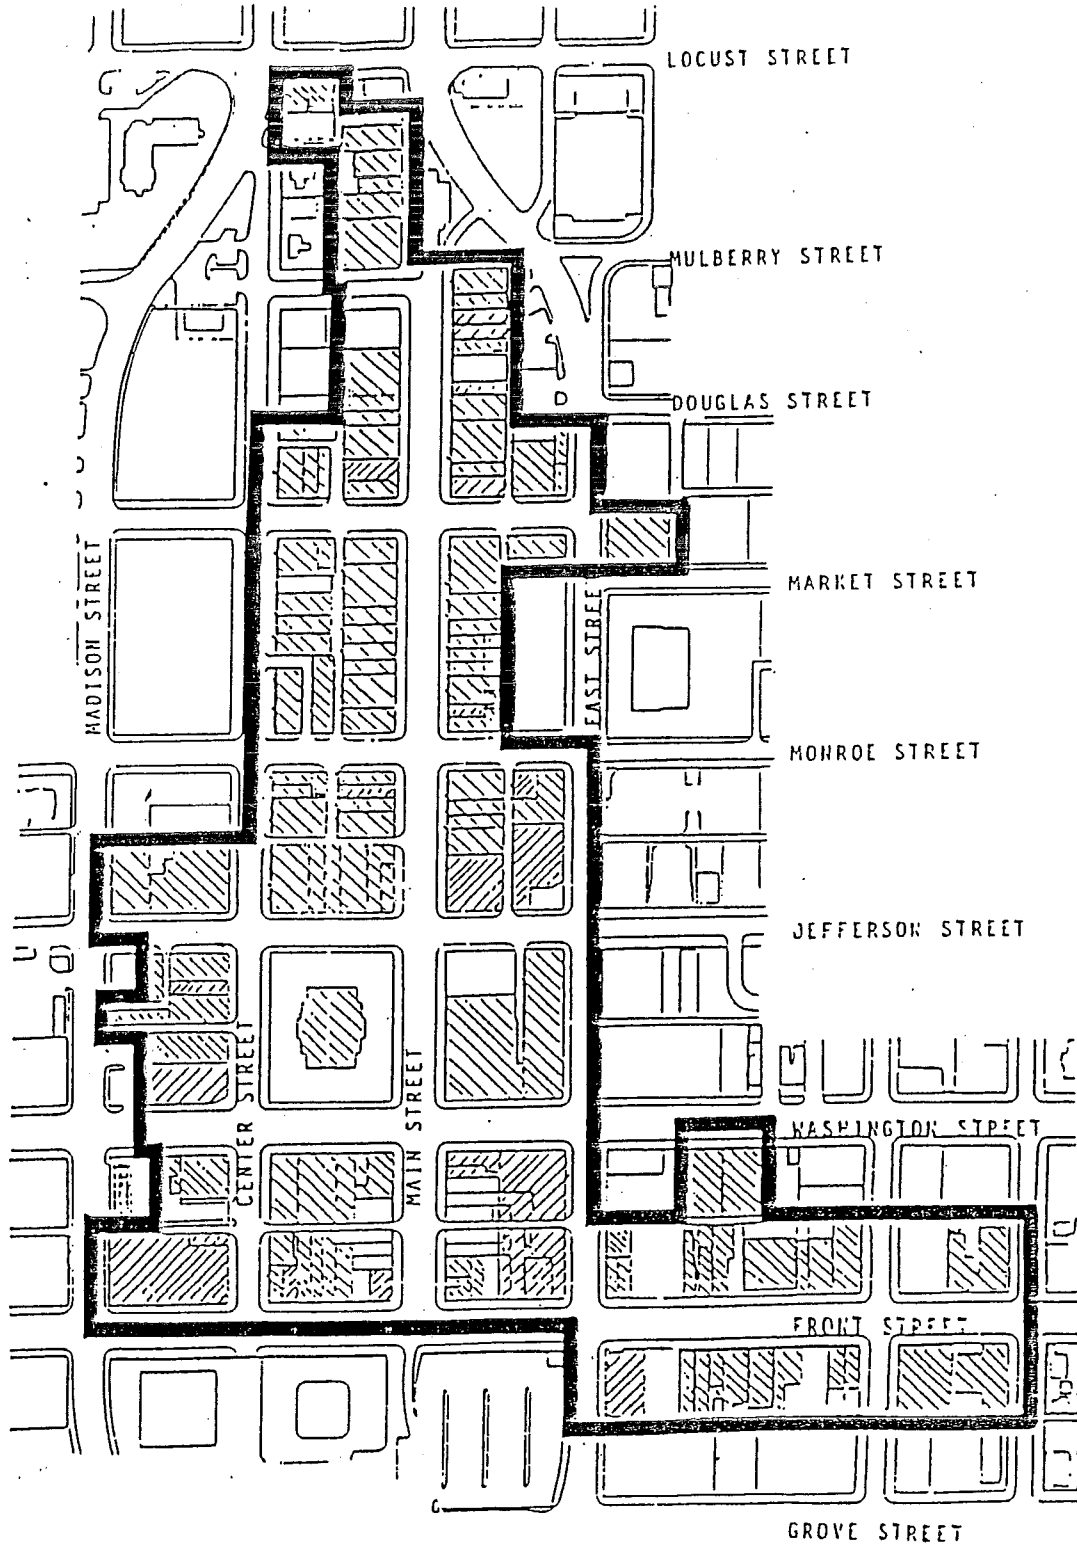 LOCUST STREET
MULBERRY STREET
DOUGLAS STREET
MARKET STREET
MADISON STREET
EAST STREE
MONROE STREET
JEFFERSON STREET
CENTER STREET
MAIN STREET
WASHINGTON STREET
FRONT STREET
GROVE STREET